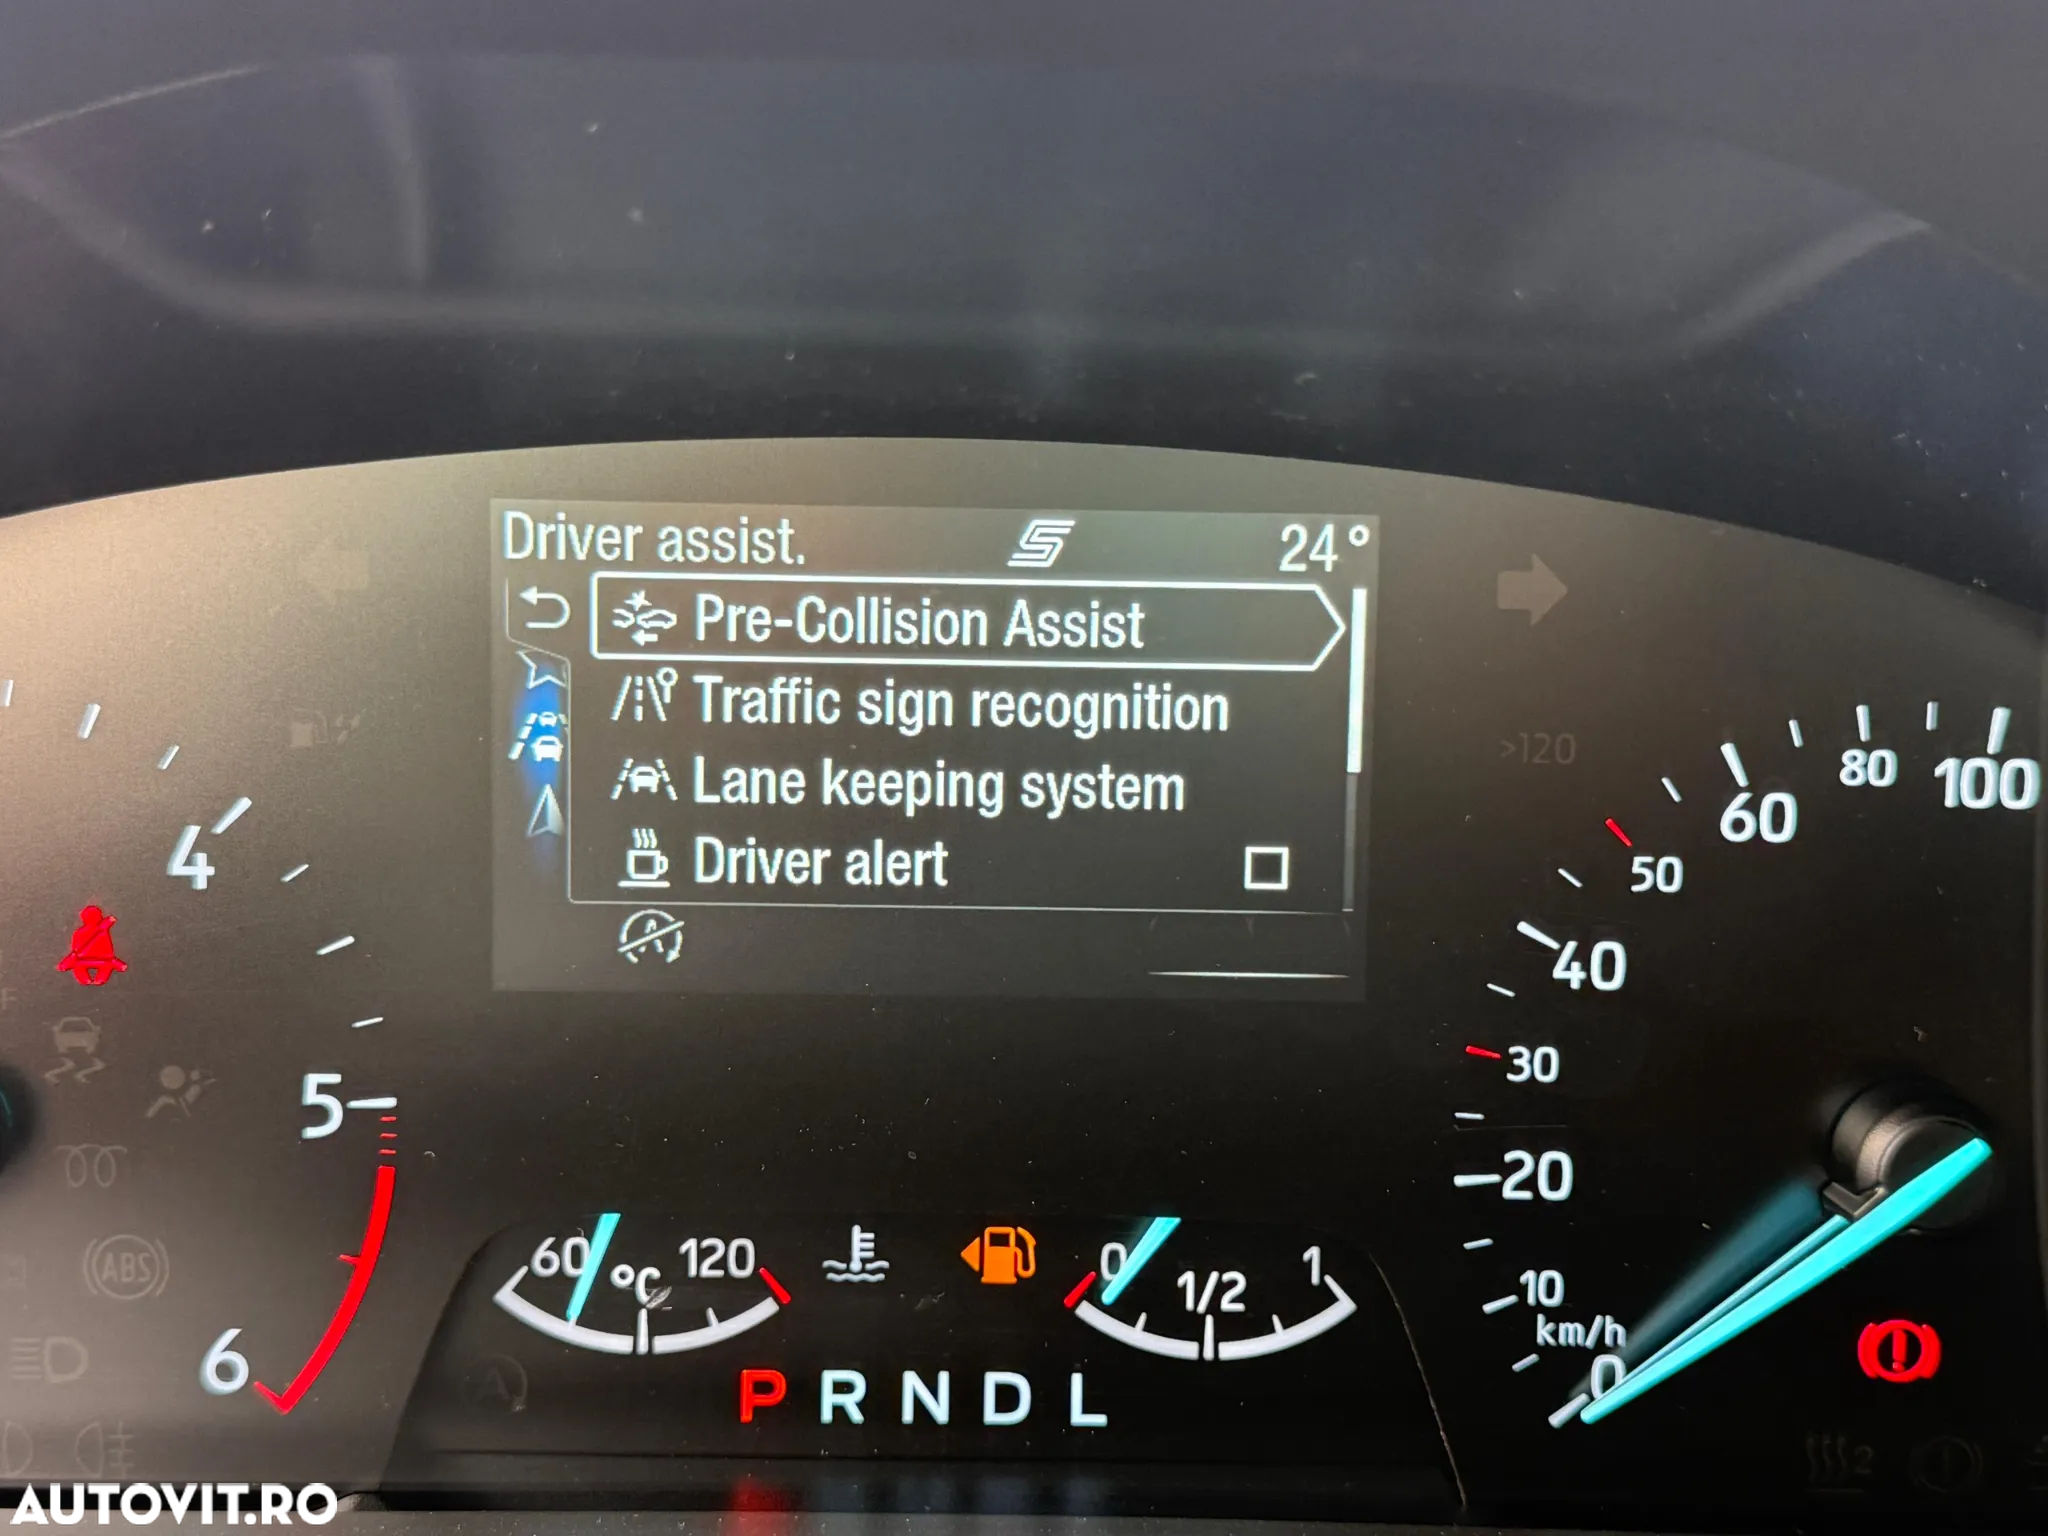 Driver assist. 24°
Pre-Collision Assist
Traffic sign recognition
Lane keeping system
Driver alert
>120
4
5
6
100
80
60
50
40
30
20
10
km/h
0
60 °C 120
0 1/2 1
P R N D L
ABS
AUTOVIT.RO